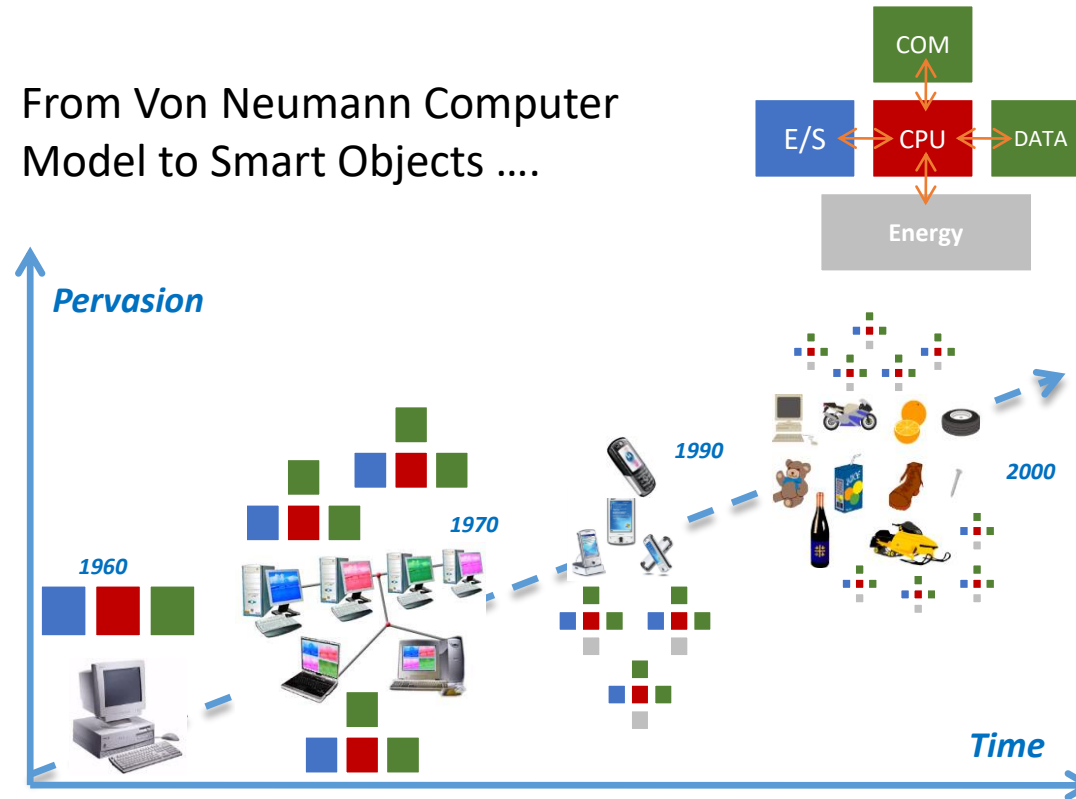 From Von Neumann Computer
Model to Smart Objects ....
COM
E/S
CPU
DATA
Energy
Pervasion
1960
1970
1990
2000
Time